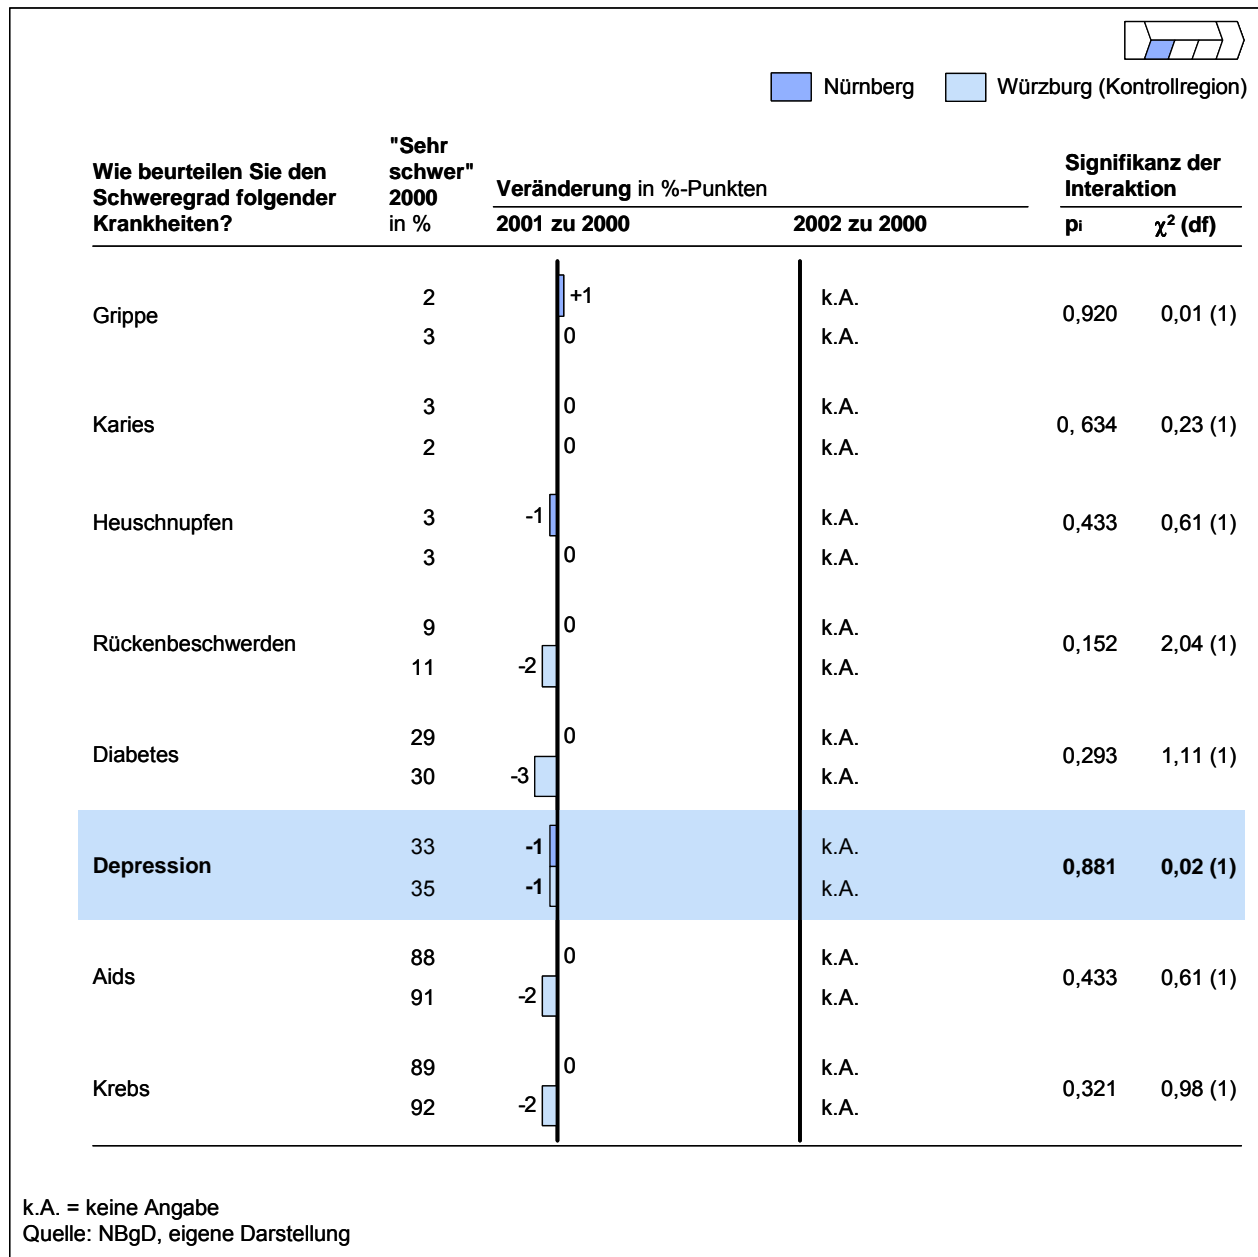 Nürnberg Würzburg (Kontrollregion)
Wie beurteilen Sie den
Schweregrad folgender
Krankheiten?
"Sehr
schwer"
2000
in %
Veränderung in %-Punkten
2001 zu 2000 2002 zu 2000
Signifikanz der
Interaktion
pi χ² (df)
Grippe
2 +1 k.A.
3 0 k.A.
0,920 0,01 (1)
Karies
3 0 k.A.
2 0 k.A.
0, 634 0,23 (1)
Heuschnupfen
3 -1 k.A.
3 0 k.A.
0,433 0,61 (1)
Rückenbeschwerden
9 0 k.A.
11 -2 k.A.
0,152 2,04 (1)
Diabetes
29 0 k.A.
30 -3 k.A.
0,293 1,11 (1)
Depression
33 -1 k.A.
35 -1 k.A.
0,881 0,02 (1)
Aids
88 0 k.A.
91 -2 k.A.
0,433 0,61 (1)
Krebs
89 0 k.A.
92 -2 k.A.
0,321 0,98 (1)
k.A. = keine Angabe
Quelle: NBgD, eigene Darstellung